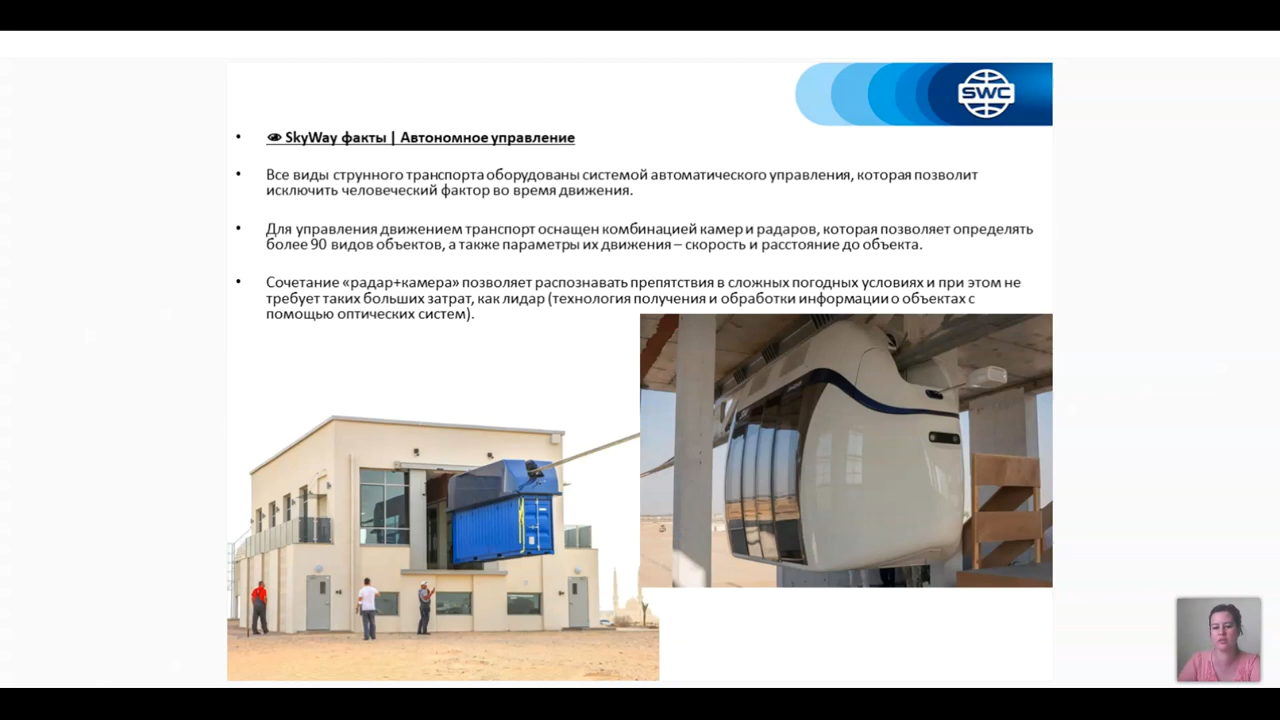 SWC
👁 SkyWay факты | Автономное управление
Все виды струнного транспорта оборудованы системой автоматического управления, которая позволит
исключить человеческий фактор во время движения.
Для управления движением транспорт оснащен комбинацией камер и радаров, которая позволяет определять
более 90 видов объектов, а также параметры их движения – скорость и расстояние до объекта.
Сочетание «радар+камера» позволяет распознавать препятствия в сложных погодных условиях и при этом не
требует таких больших затрат, как лидар (технология получения и обработки информации о объектах с
помощью оптических систем).